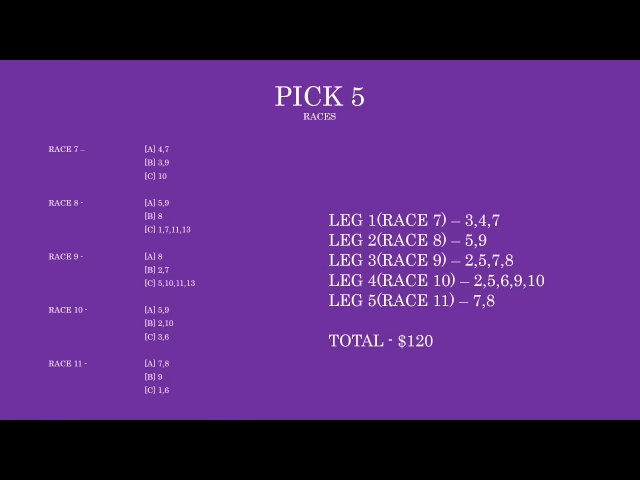 PICK 5
RACES
RACE 7 – [A] 4,7
[B] 3,9
[C] 10
RACE 8 - [A] 5,9
[B] 8
[C] 1,7,11,13
RACE 9 - [A] 8
[B] 2,7
[C] 5,10,11,13
RACE 10 - [A] 5,9
[B] 2,10
[C] 3,6
RACE 11 - [A] 7,8
[B] 9
[C] 1,6
LEG 1(RACE 7) – 3,4,7
LEG 2(RACE 8) – 5,9
LEG 3(RACE 9) – 2,5,7,8
LEG 4(RACE 10) – 2,5,6,9,10
LEG 5(RACE 11) – 7,8
TOTAL - $120